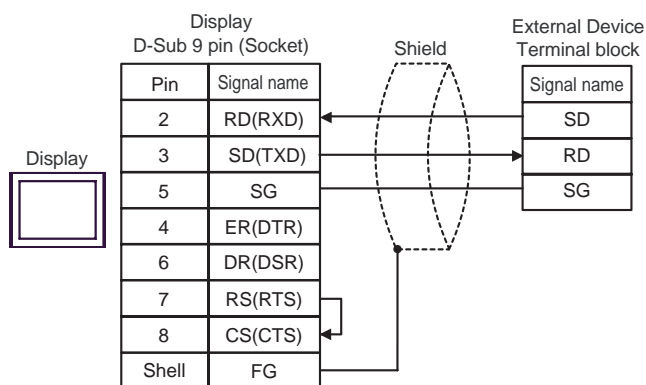 Display
D-Sub 9 pin (Socket)
Shield
External Device
Terminal block
Pin Signal name
Signal name
2 RD(RXD)
SD
3 SD(TXD)
RD
5 SG
SG
Display
4 ER(DTR)
6 DR(DSR)
7 RS(RTS)
8 CS(CTS)
Shell FG